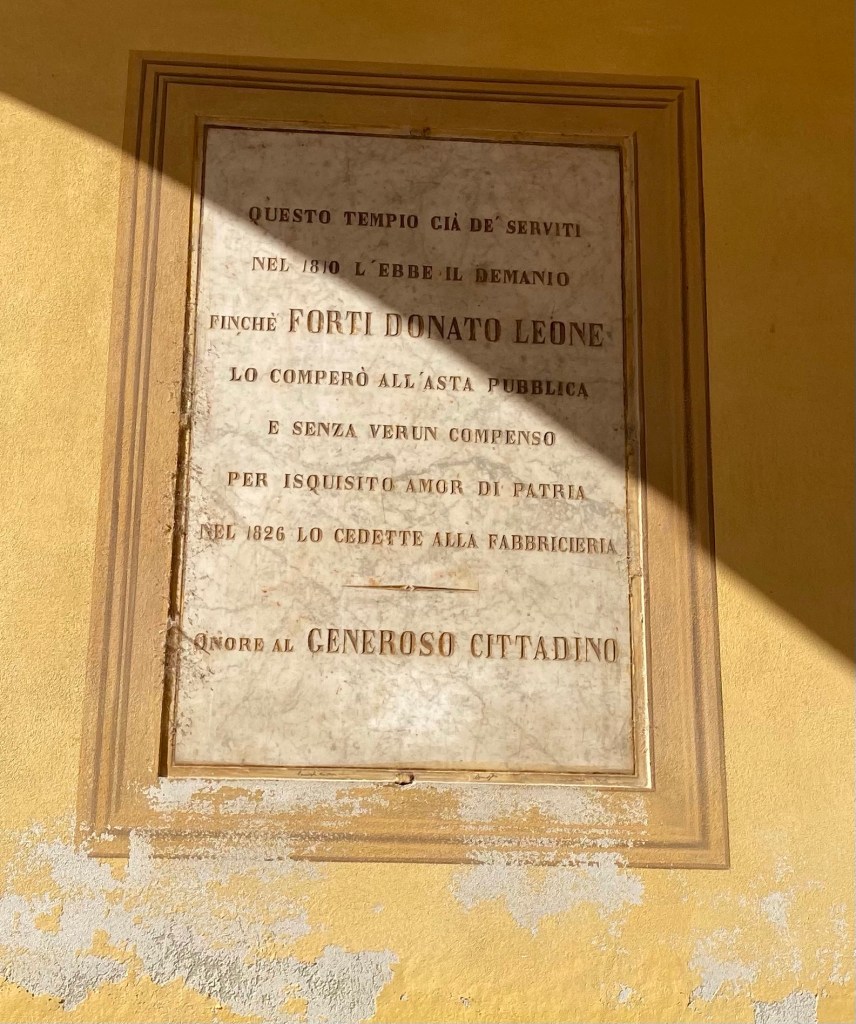 QUESTO TEMPIO GIÀ DE' SERVITI
NEL 1810 L'EBBE IL DEMANIO
FINCHÈ FORTI DONATO LEONE
LO COMPERÒ ALL'ASTA PUBBLICA
E SENZA VERUN COMPENSO
PER ISQUISITO AMOR DI PATRIA
NEL 1826 LO CEDETTE ALLA FABBRICIERIA
ONORE AL GENEROSO CITTADINO